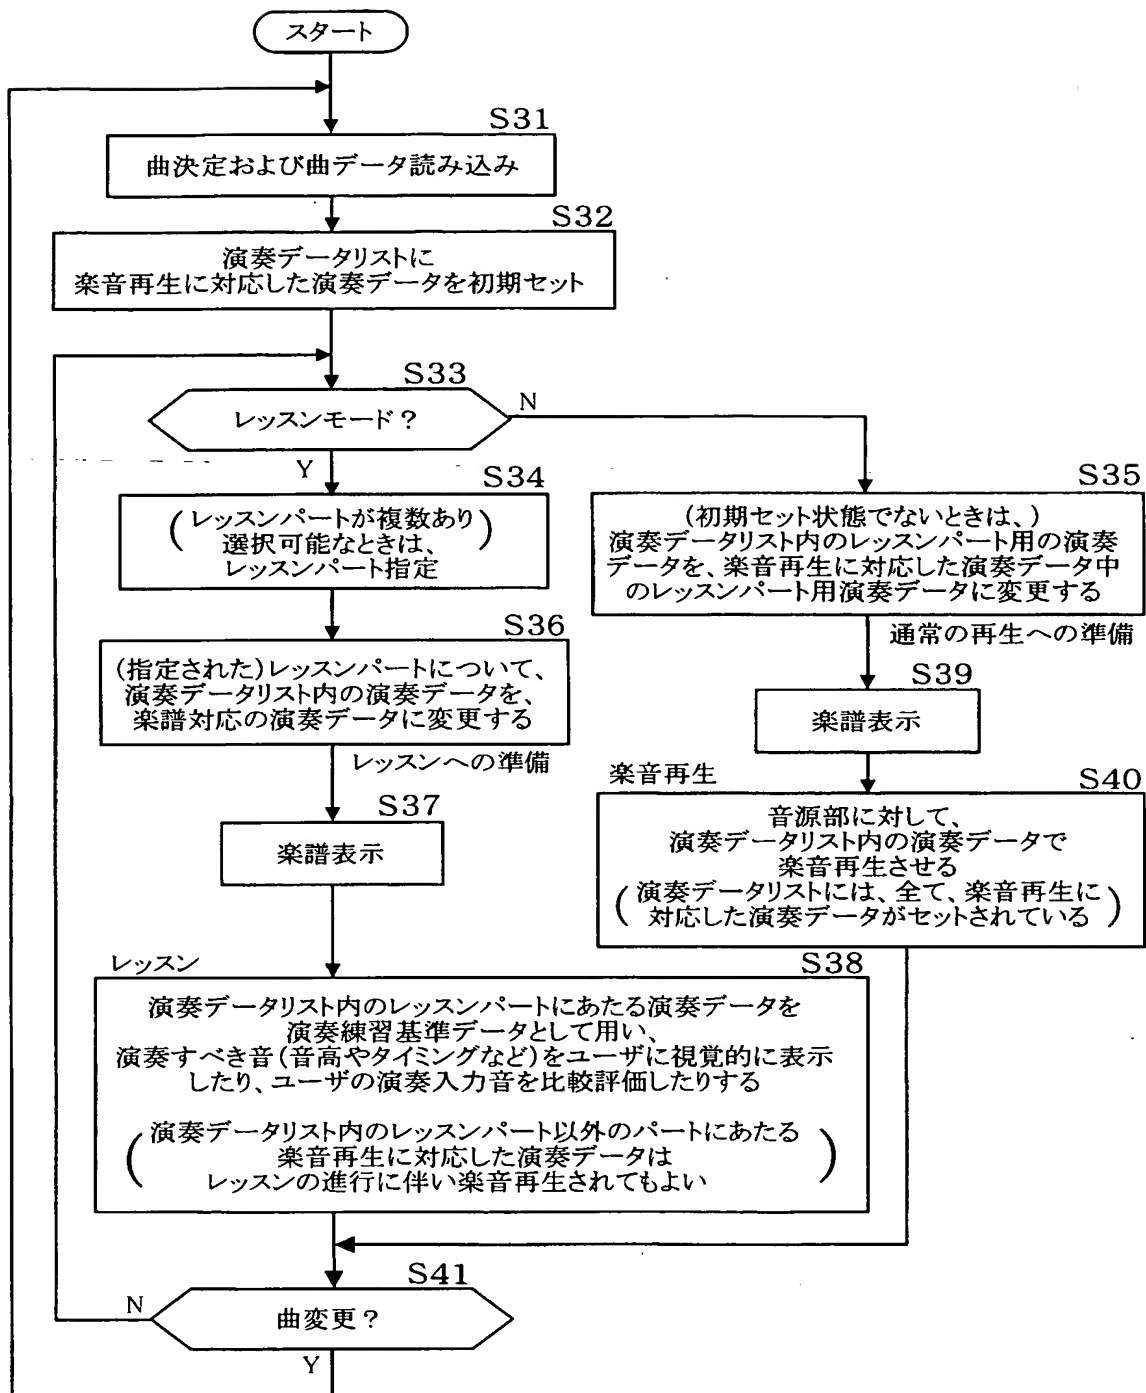 スタート
S31
曲決定および曲データ読み込み
S32
演奏データリストに
楽音再生に対応した演奏データを初期セット
S33
レッスンモード?
N
Y
S34
(レッスンパートが複数あり
選択可能なときは、)
レッスンパート指定
S35
(初期セット状態でないときは、)
演奏データリスト内のレッスンパート用の演奏
データを、楽音再生に対応した演奏データ中
のレッスンパート用演奏データに変更する
通常の再生への準備
S36
(指定された)レッスンパートについて、
演奏データリスト内の演奏データを、
楽譜対応の演奏データに変更する
レッスンへの準備
S39
楽譜表示
S37
楽譜表示
楽音再生
S40
音源部に対して、
演奏データリスト内の演奏データで
楽音再生させる
(演奏データリストには、全て、楽音再生に
対応した演奏データがセットされている)
レッスン
S38
演奏データリスト内のレッスンパートにあたる演奏データを
演奏練習基準データとして用い、
演奏すべき音(音高やタイミングなど)をユーザに視覚的に表示
したり、ユーザの演奏入力音を比較評価したりする
(演奏データリスト内のレッスンパート以外のパートにあたる
楽音再生に対応した演奏データは
レッスンの進行に伴い楽音再生されてもよい)
S41
曲変更?
N
Y